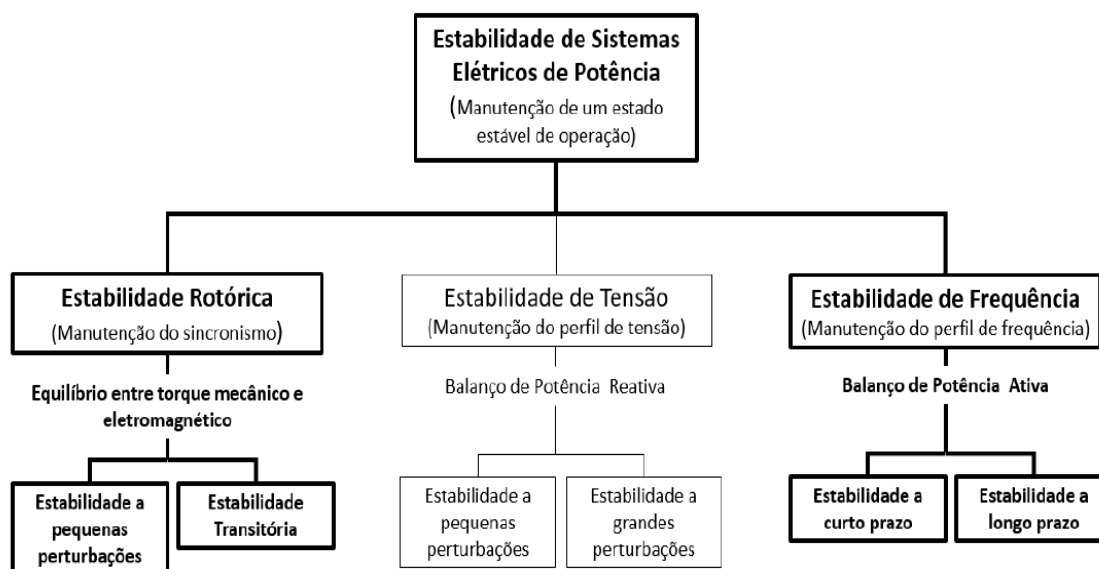 Estabilidade de Sistemas
Elétricos de Potência
(Manutenção de um estado
estável de operação)
Estabilidade Rotórica
(Manutenção do sincronismo)
Equilíbrio entre torque mecânico e
eletromagnético
Estabilidade a
pequenas
perturbações
Estabilidade
Transitória
Estabilidade de Tensão
(Manutenção do perfil de tensão)
Balanço de Potência Reativa
Estabilidade a
pequenas
perturbações
Estabilidade a
grandes
perturbações
Estabilidade de Frequência
(Manutenção do perfil de frequência)
Balanço de Potência Ativa
Estabilidade a
curto prazo
Estabilidade a
longo prazo